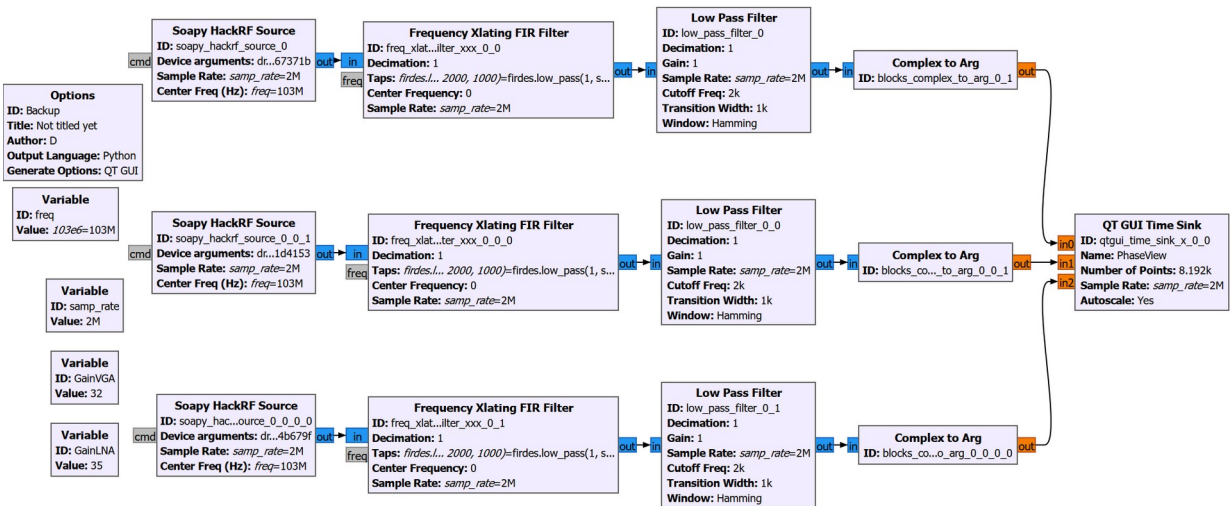 Soapy HackRF Source
ID: soapy_hackrf_source_0
Device arguments: dr...67371b
Sample Rate: samp_rate=2M
Center Freq (Hz): freq=103M
cmd
out
Frequency Xlating FIR Filter
ID: freq_xlat...ilter_xxx_0_0
Decimation: 1
Taps: firdes.l... 2000, 1000)=firdes.low_pass(1, s...
Center Frequency: 0
Sample Rate: samp_rate=2M
in
freq
out
Low Pass Filter
ID: low_pass_filter_0
Decimation: 1
Gain: 1
Sample Rate: samp_rate=2M
Cutoff Freq: 2k
Transition Width: 1k
Window: Hamming
in
out
Complex to Arg
ID: blocks_complex_to_arg_0_1
in
out
Options
ID: Backup
Title: Not titled yet
Author: D
Output Language: Python
Generate Options: QT GUI
Variable
ID: freq
Value: 103e6=103M
Soapy HackRF Source
ID: soapy_hackrf_source_0_0_1
Device arguments: dr...1d4153
Sample Rate: samp_rate=2M
Center Freq (Hz): freq=103M
cmd
out
Frequency Xlating FIR Filter
ID: freq_xlat...ter_xxx_0_0_0
Decimation: 1
Taps: firdes.l... 2000, 1000)=firdes.low_pass(1, s...
Center Frequency: 0
Sample Rate: samp_rate=2M
in
freq
out
Low Pass Filter
ID: low_pass_filter_0_0
Decimation: 1
Gain: 1
Sample Rate: samp_rate=2M
Cutoff Freq: 2k
Transition Width: 1k
Window: Hamming
in
out
Complex to Arg
ID: blocks_co..._to_arg_0_0_1
in
out
QT GUI Time Sink
ID: qtgui_time_sink_x_0_0
Name: PhaseView
Number of Points: 8.192k
Sample Rate: samp_rate=2M
Autoscale: Yes
in0
in1
in2
Variable
ID: samp_rate
Value: 2M
Variable
ID: GainVGA
Value: 32
Variable
ID: GainLNA
Value: 35
Soapy HackRF Source
ID: soapy_hac...ource_0_0_0_0
Device arguments: dr...4b679f
Sample Rate: samp_rate=2M
Center Freq (Hz): freq=103M
cmd
out
Frequency Xlating FIR Filter
ID: freq_xlat...ilter_xxx_0_1
Decimation: 1
Taps: firdes.l... 2000, 1000)=firdes.low_pass(1, s...
Center Frequency: 0
Sample Rate: samp_rate=2M
in
freq
out
Low Pass Filter
ID: low_pass_filter_0_1
Decimation: 1
Gain: 1
Sample Rate: samp_rate=2M
Cutoff Freq: 2k
Transition Width: 1k
Window: Hamming
in
out
Complex to Arg
ID: blocks_co...o_arg_0_0_0_0
in
out